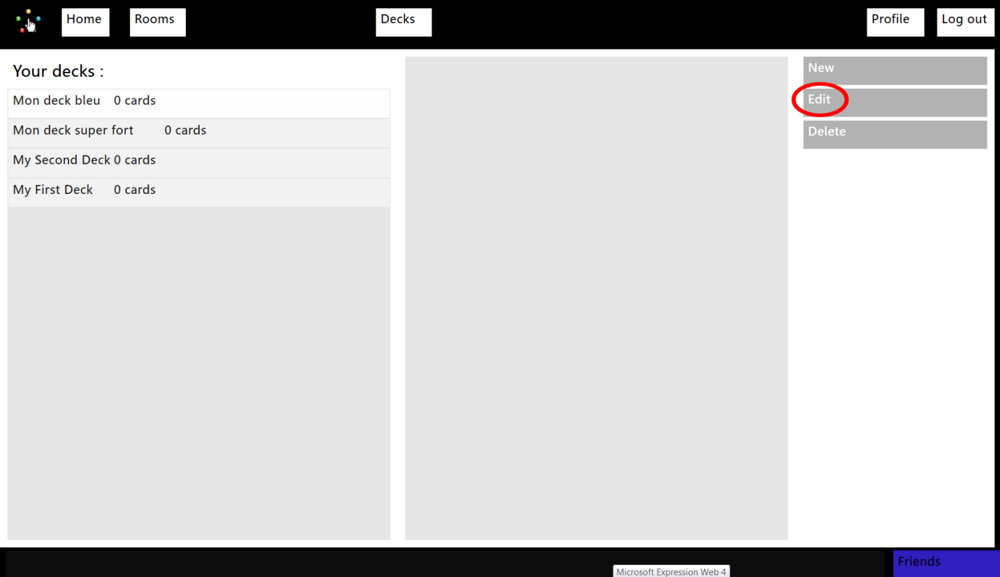 Home Rooms Decks Profile Log out
Your decks :
Mon deck bleu 0 cards
Mon deck super fort 0 cards
My Second Deck 0 cards
My First Deck 0 cards
New
Edit
Delete
Friends
Microsoft Expression Web 4